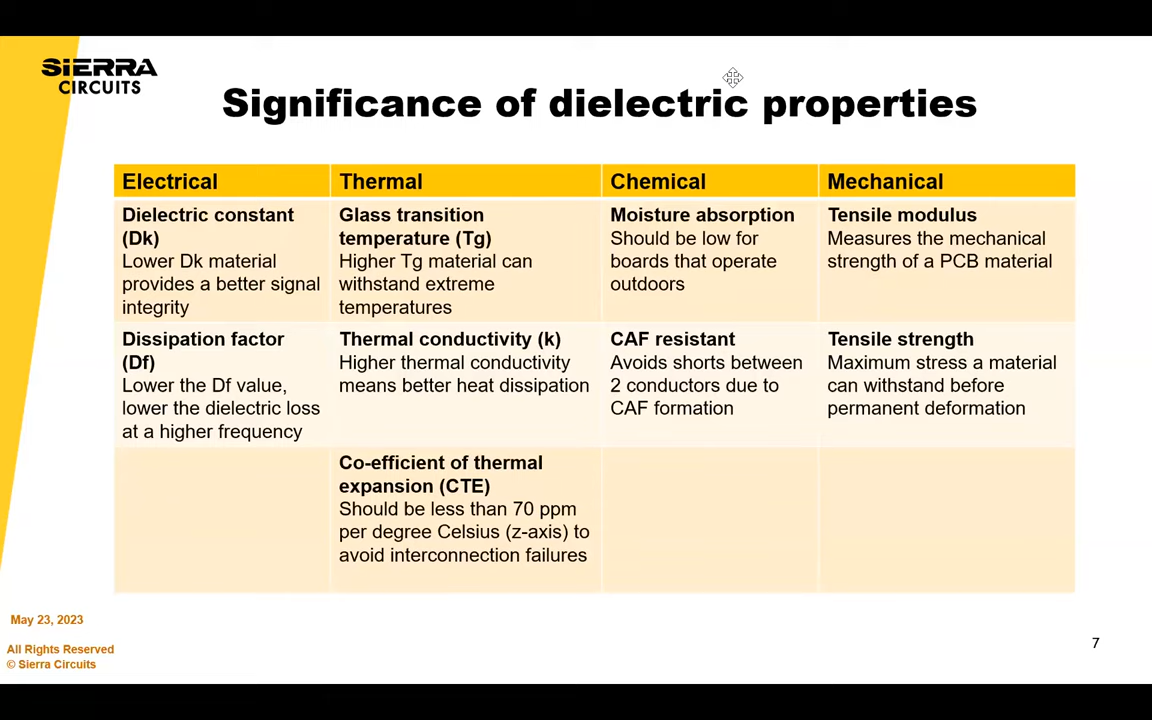 SIERRA
CIRCUITS
Significance of dielectric properties
Electrical
Thermal
Chemical
Mechanical
Dielectric constant
(Dk)
Lower Dk material
provides a better signal
integrity
Glass transition
temperature (Tg)
Higher Tg material can
withstand extreme
temperatures
Moisture absorption
Should be low for
boards that operate
outdoors
Tensile modulus
Measures the mechanical
strength of a PCB material
Dissipation factor
(Df)
Lower the Df value,
lower the dielectric loss
at a higher frequency
Thermal conductivity (k)
Higher thermal conductivity
means better heat dissipation
CAF resistant
Avoids shorts between
2 conductors due to
CAF formation
Tensile strength
Maximum stress a material
can withstand before
permanent deformation
Co-efficient of thermal
expansion (CTE)
Should be less than 70 ppm
per degree Celsius (z-axis) to
avoid interconnection failures
May 23, 2023
All Rights Reserved
© Sierra Circuits
7